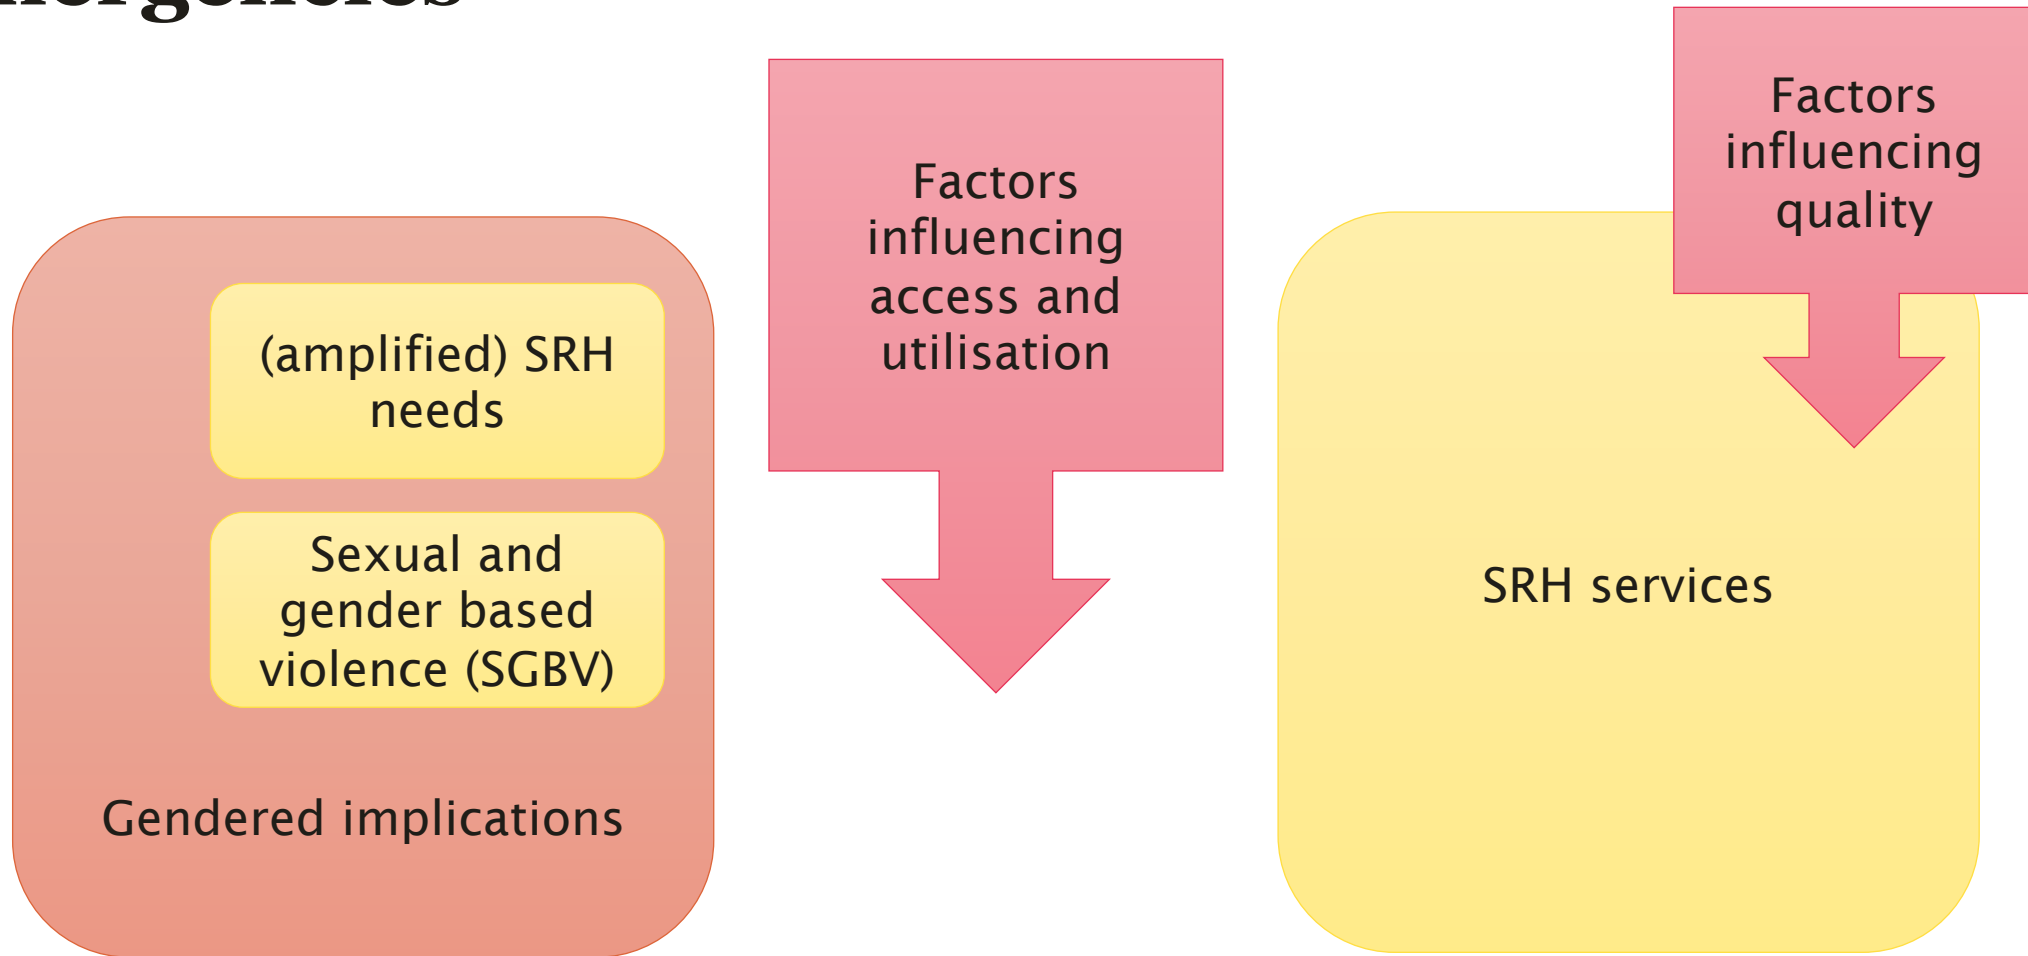 (amplified) SRH
needs
Sexual and
gender based
violence (SGBV)
Gendered implications
Factors
influencing
access and
utilisation
Factors
influencing
quality
SRH services